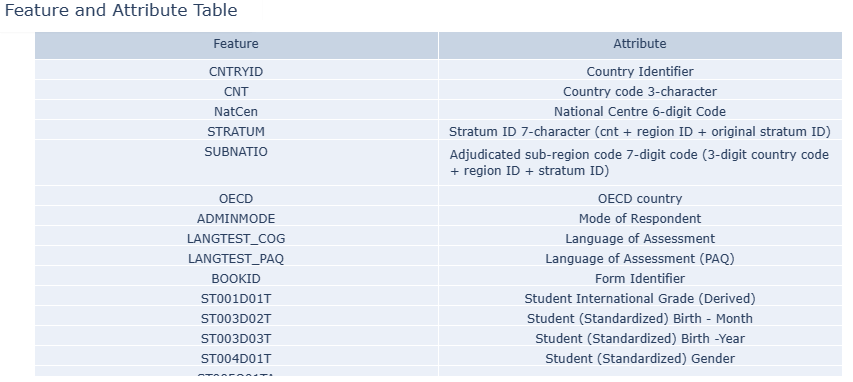 Feature and Attribute Table
Feature Attribute
CNTRYID Country Identifier
CNT Country code 3-character
NatCen National Centre 6-digit Code
STRATUM Stratum ID 7-character (cnt + region ID + original stratum ID)
SUBNATIO Adjudicated sub-region code 7-digit code (3-digit country code
+ region ID + stratum ID)
OECD OECD country
ADMINMODE Mode of Respondent
LANGTEST_COG Language of Assessment
LANGTEST_PAQ Language of Assessment (PAQ)
BOOKID Form Identifier
ST001D01T Student International Grade (Derived)
ST003D02T Student (Standardized) Birth - Month
ST003D03T Student (Standardized) Birth -Year
ST004D01T Student (Standardized) Gender